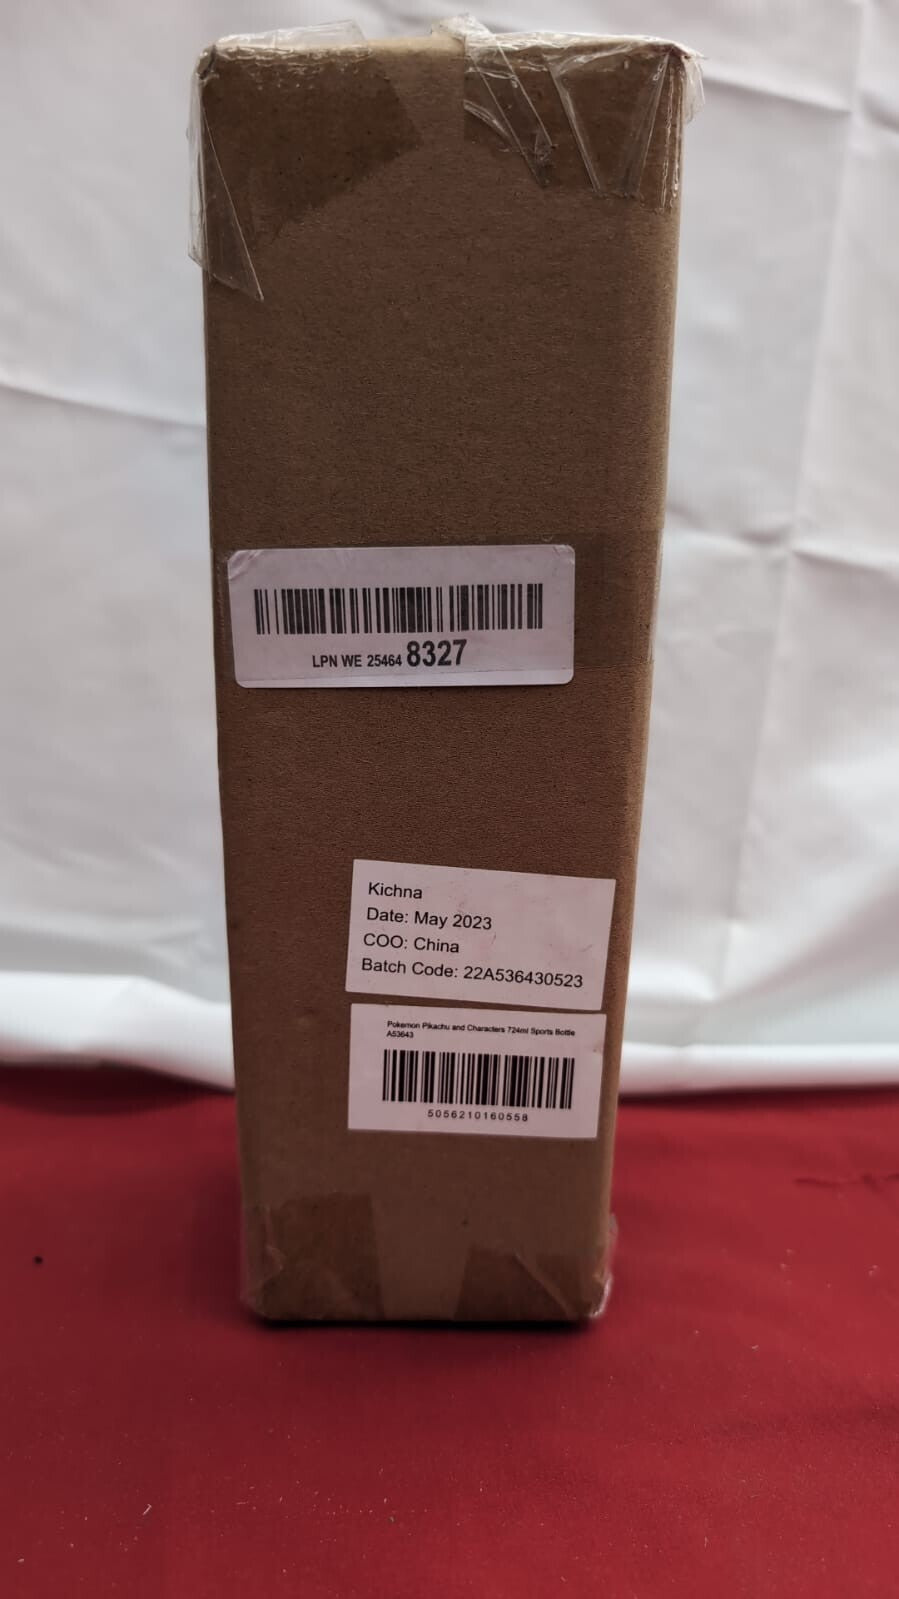 LPN WE 25464 8327
Kichna
Date: May 2023
COO: China
Batch Code: 22A536430523
Pokemon Pikachu and Characters 724ml Sports Bottle
A53643
5056210160558